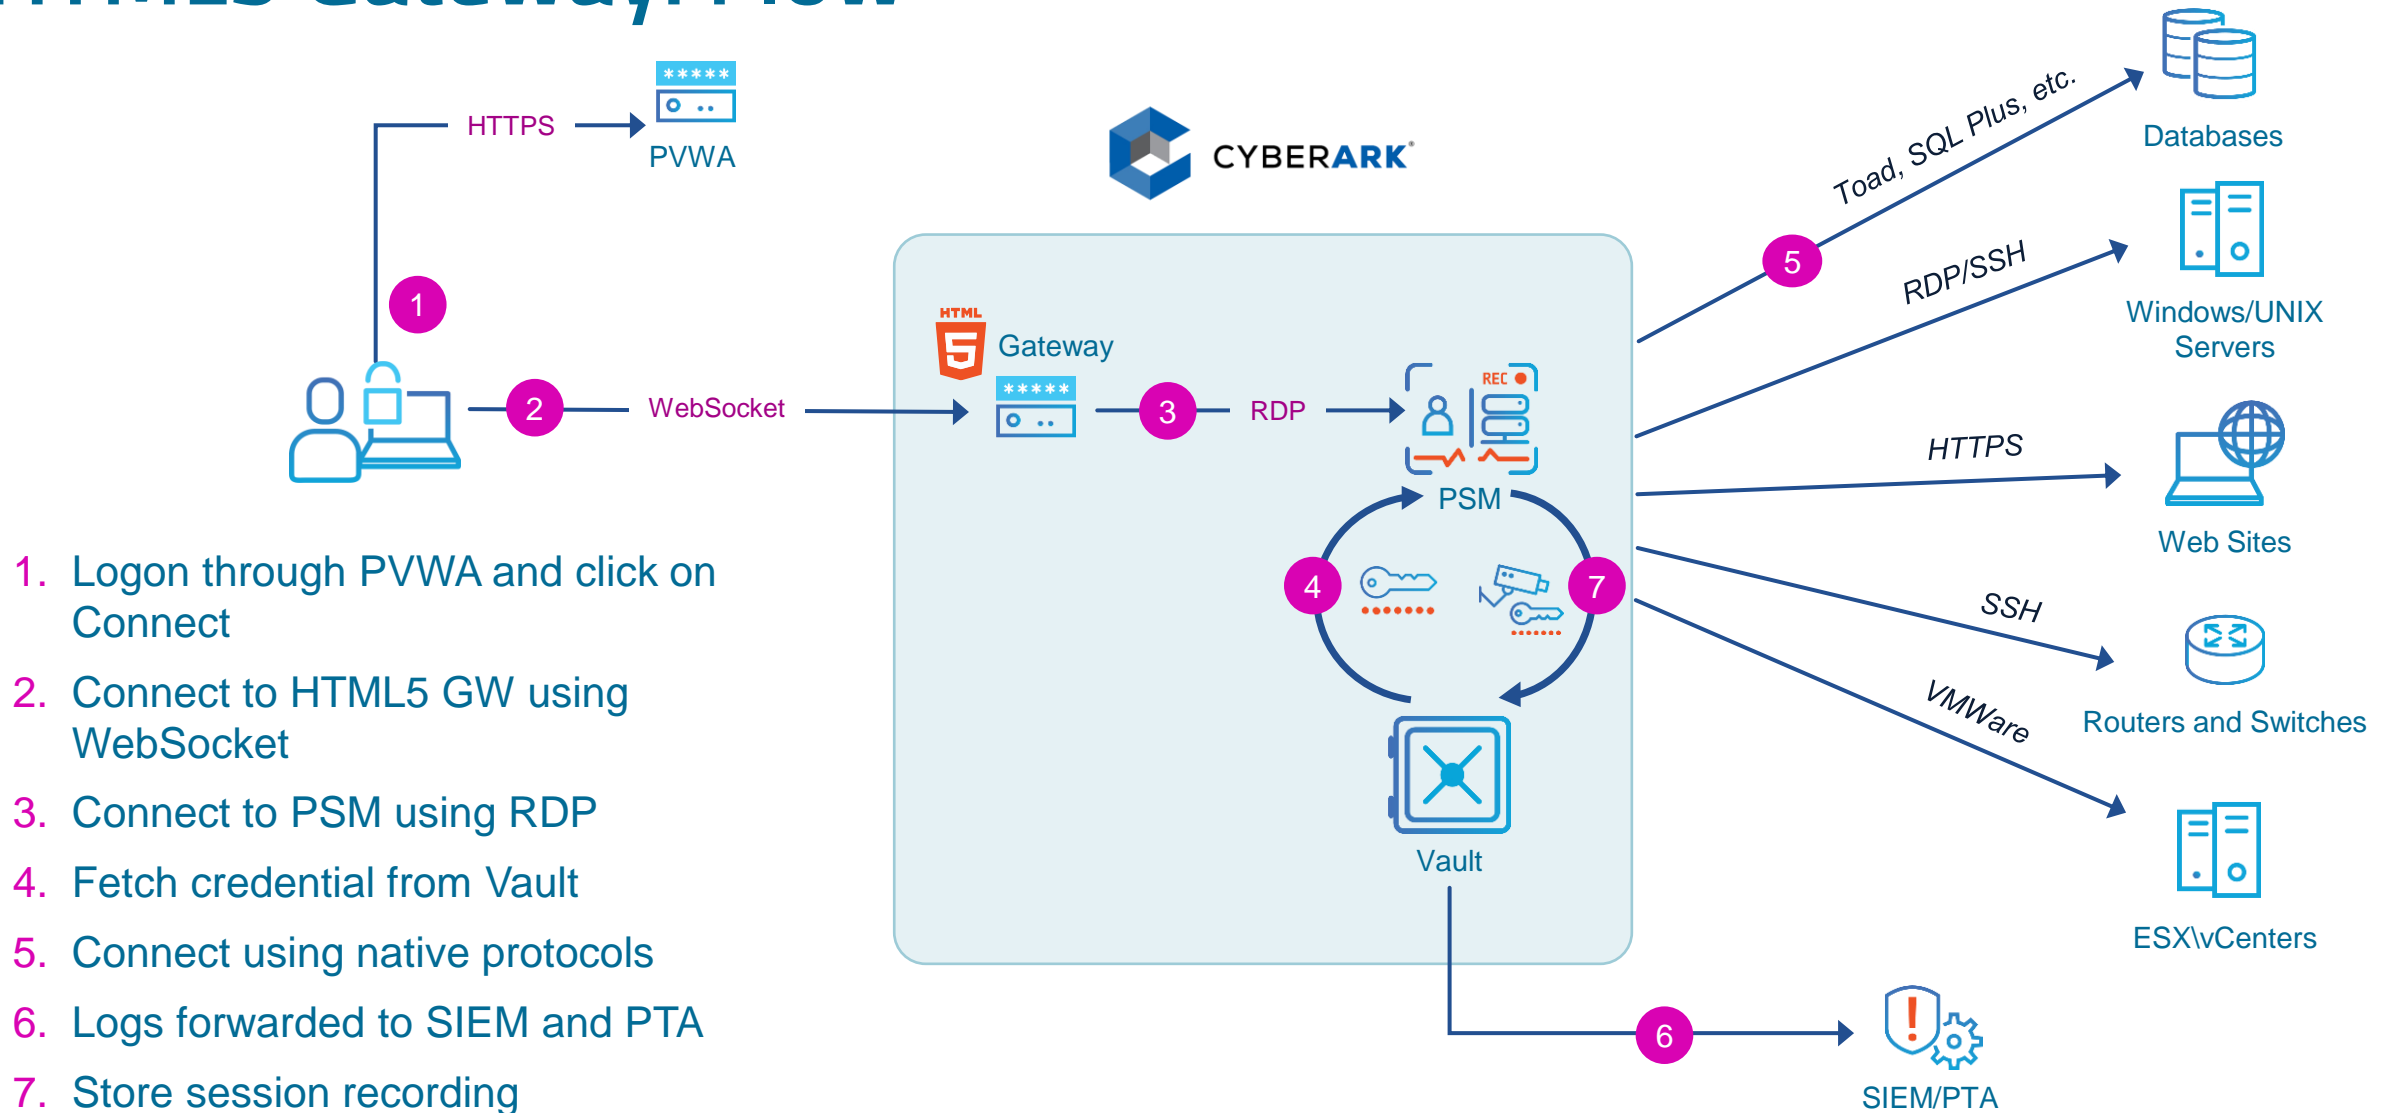 HTML5 Gateway: Flow
HTTPS
*****
PVWA
CYBERARK®
Toad, SQL Plus, etc.
Databases
5
RDP/SSH
Windows/UNIX
Servers
1
HTML
5
Gateway
*****
REC
2
WebSocket
3
RDP
HTTPS
PSM
Web Sites
4
7
SSH
Routers and Switches
VMWare
Vault
ESX\vCenters
6
SIEM/PTA
1. Logon through PVWA and click on
Connect
2. Connect to HTML5 GW using
WebSocket
3. Connect to PSM using RDP
4. Fetch credential from Vault
5. Connect using native protocols
6. Logs forwarded to SIEM and PTA
7. Store session recording